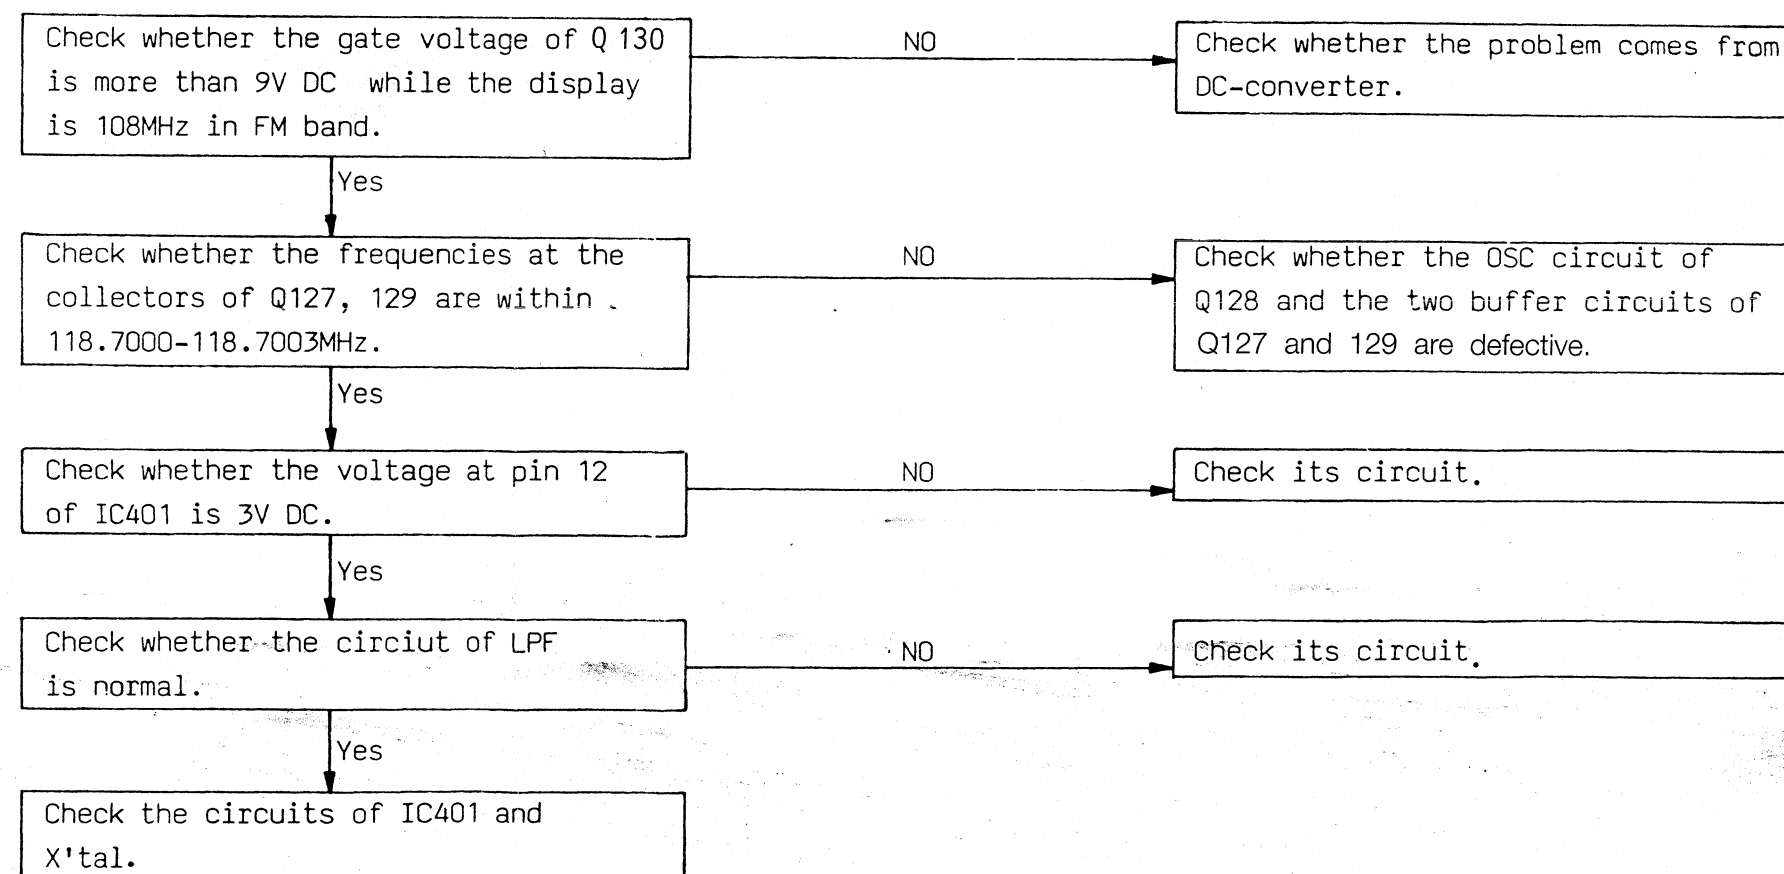 Check whether the gate voltage of Q 130
is more than 9V DC while the display
is 108MHz in FM band.
NO
Check whether the problem comes from
DC-converter.
Yes
Check whether the frequencies at the
collectors of Q127, 129 are within
118.7000-118.7003MHz.
NO
Check whether the OSC circuit of
Q128 and the two buffer circuits of
Q127 and 129 are defective.
Yes
Check whether the voltage at pin 12
of IC401 is 3V DC.
NO
Check its circuit.
Yes
Check whether the circiut of LPF
is normal.
NO
Check its circuit.
Yes
Check the circuits of IC401 and
X'tal.